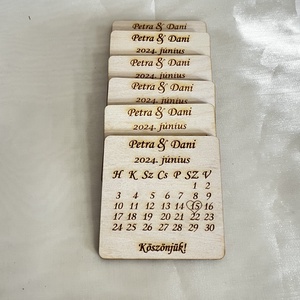 Petra & Dani
Petra & Dani
2024. június
Petra & Dani
2024. június
Petra & Dani
2024. június
Petra & Dani
2024. június
Petra & Dani
2024. június
H K Sz Cs P SZ V
1 2
3 4 5 6 7 8 9
10 11 12 13 14 15 16
17 18 19 20 21 22 23
24 25 26 27 28 29 30
Köszönjük!